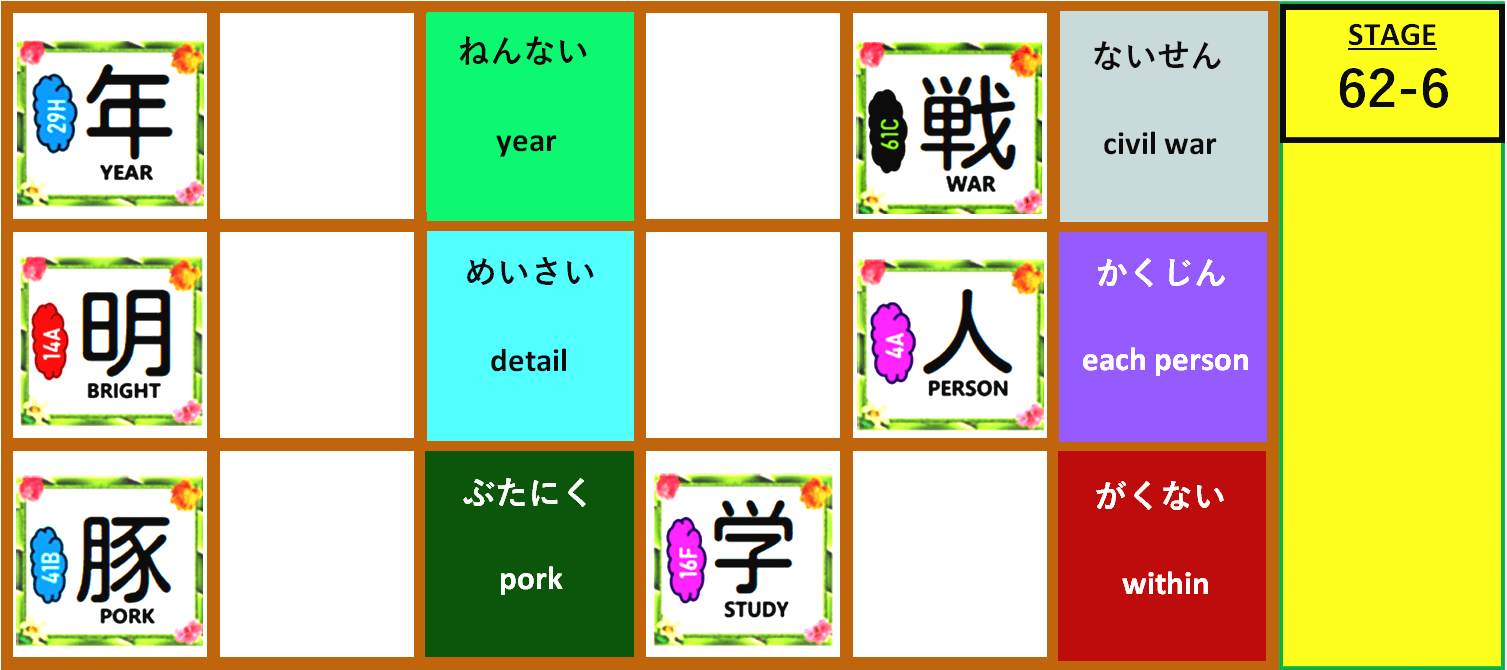 29H
年
YEAR
ねんない
year
61C
戦
WAR
ないせん
civil war
STAGE
62-6
14A
明
BRIGHT
めいさい
detail
4A
人
PERSON
かくじん
each person
41B
豚
PORK
ぶたにく
pork
16F
学
STUDY
がくない
within